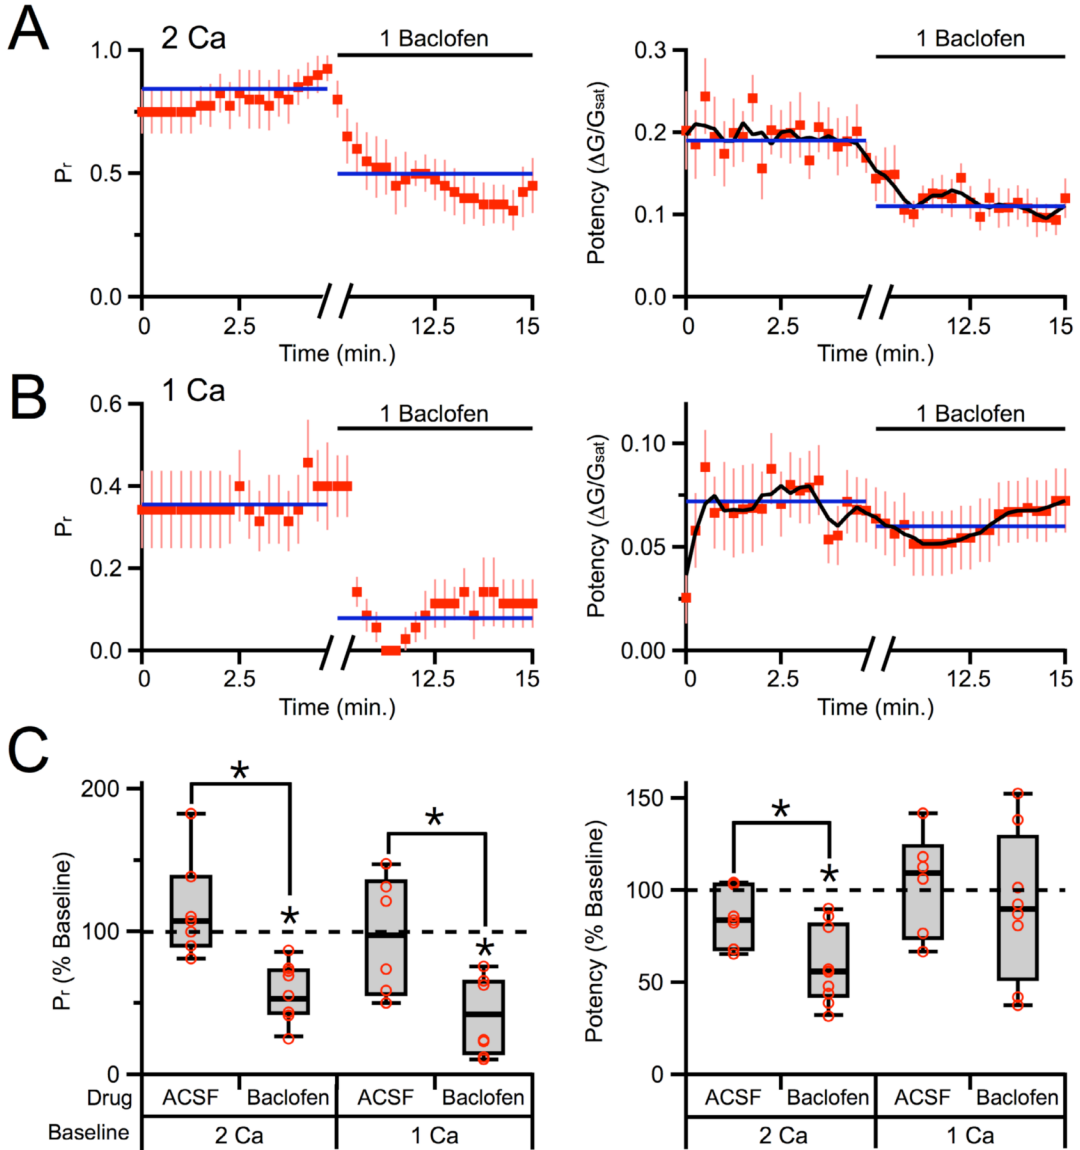 A
2 Ca
1 Baclofen
1.0
0.5
0.0
Pr
0
2.5
12.5
15
Time (min.)
1 Baclofen
0.3
0.2
0.1
0.0
Potency (ΔG/Gsat)
0
2.5
12.5
15
Time (min.)
B
1 Ca
1 Baclofen
0.6
0.4
0.2
0.0
Pr
0
2.5
12.5
15
Time (min.)
1 Baclofen
0.10
0.05
0.00
Potency (ΔG/Gsat)
0
2.5
12.5
15
Time (min.)
C
200
100
0
Pr (% Baseline)
*
*
*
*
Drug ACSF Baclofen ACSF Baclofen
Baseline 2 Ca 1 Ca
150
100
50
0
Potency (% Baseline)
*
*
ACSF Baclofen ACSF Baclofen
2 Ca 1 Ca